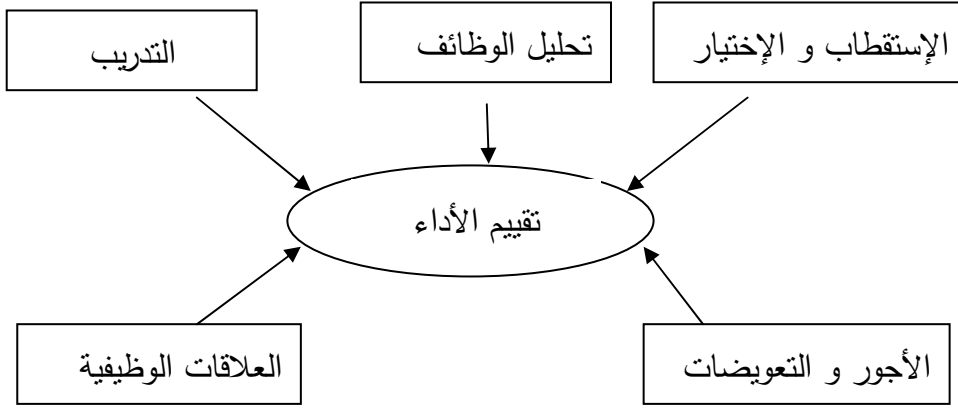 الإستقطاب و الإختيار
تحليل الوظائف
التدريب
تقييم الأداء
الأجور و التعويضات
العلاقات الوظيفية